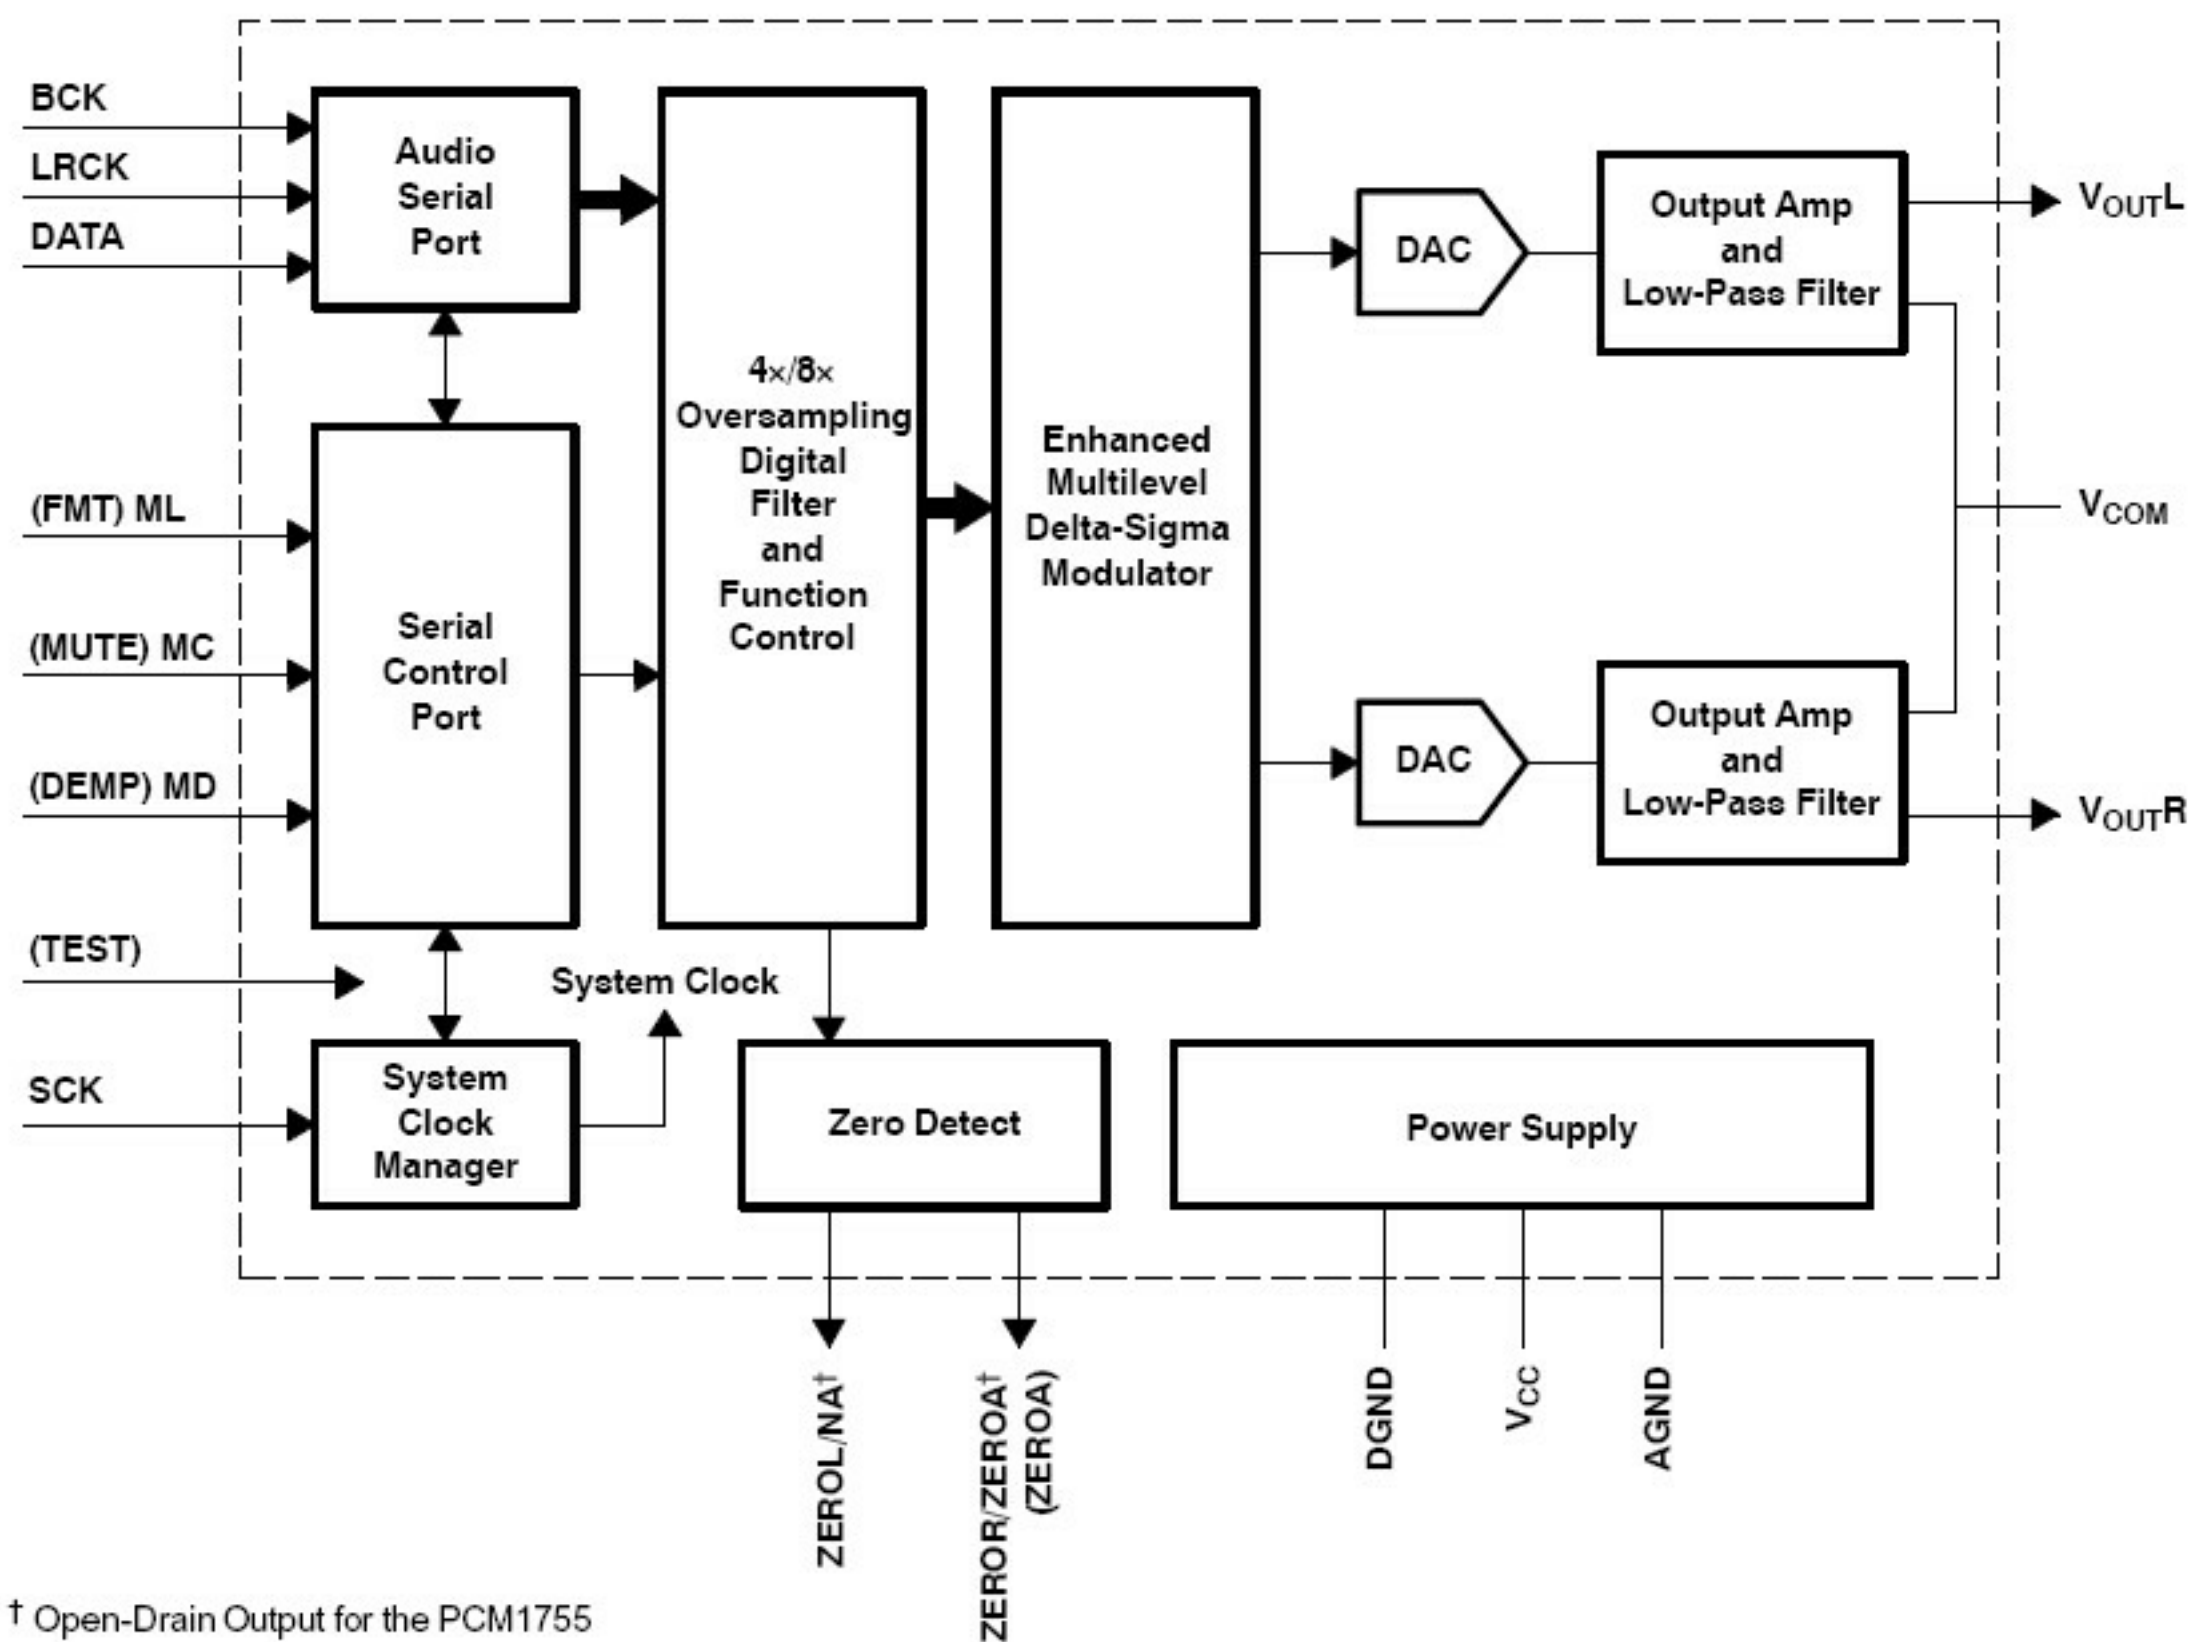 BCK
LRCK
DATA
Audio
Serial
Port
4×/8×
Oversampling
Digital
Filter
and
Function
Control
Enhanced
Multilevel
Delta-Sigma
Modulator
DAC
Output Amp
and
Low-Pass Filter
VOUTL
VCOM
(FMT) ML
(MUTE) MC
(DEMP) MD
Serial
Control
Port
DAC
Output Amp
and
Low-Pass Filter
VOUTR
(TEST)
System Clock
SCK
System
Clock
Manager
Zero Detect
Power Supply
ZEROL/NA†
ZEROR/ZEROA†
(ZEROA)
DGND
VCC
AGND
† Open-Drain Output for the PCM1755